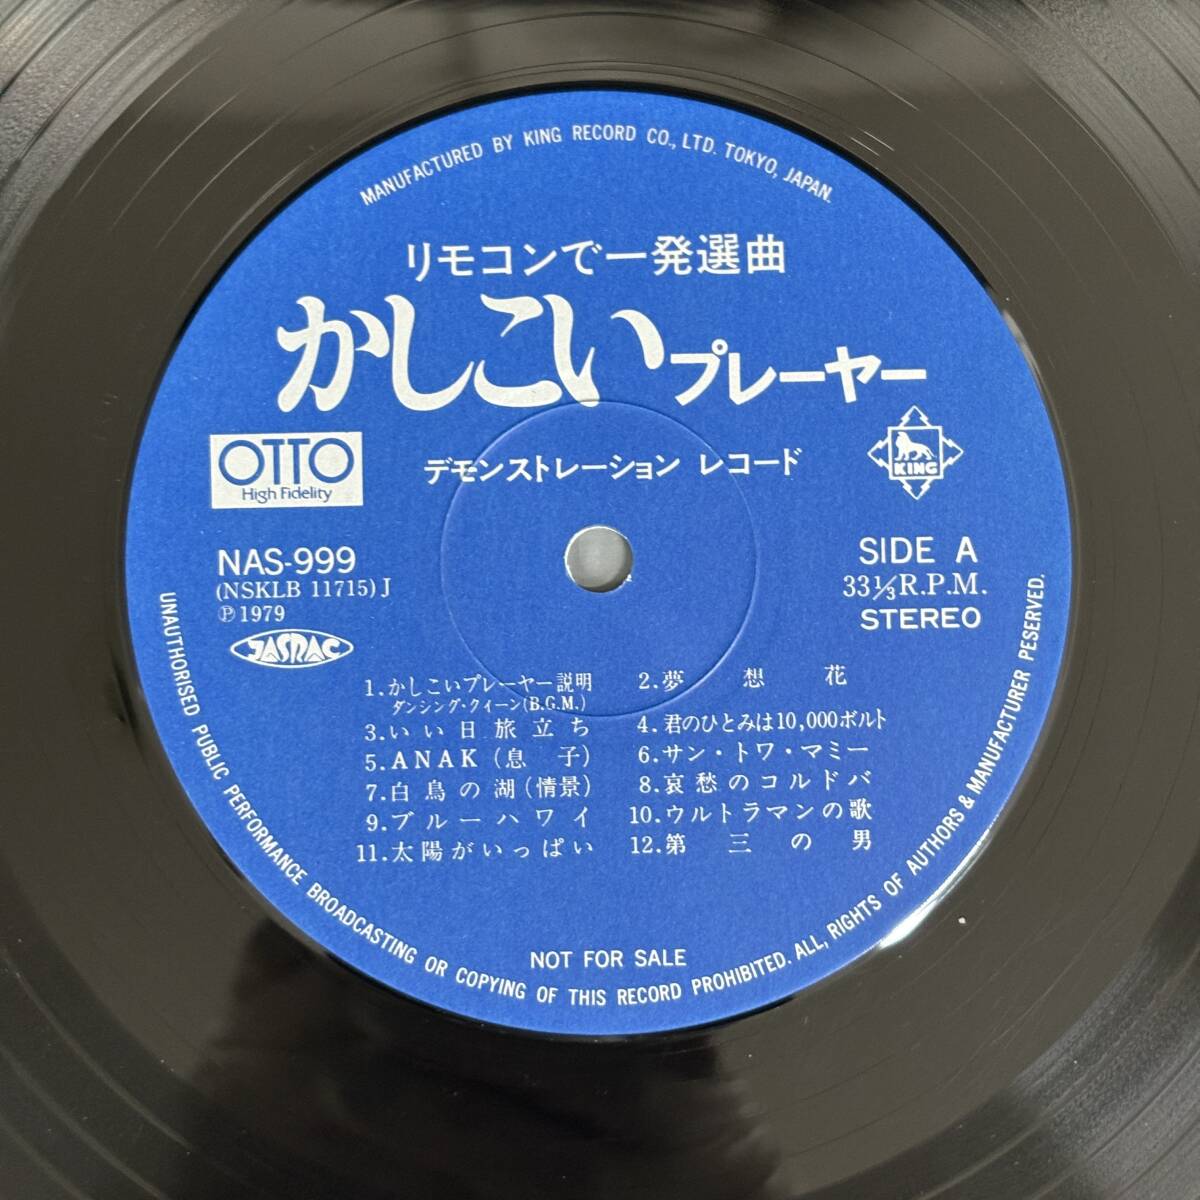 MANUFACTURED BY KING RECORD CO., LTD. TOKYO, JAPAN.
リモコンで一発選曲
かしこいプレーヤー
OTTO
High Fidelity
デモンストレーション レコード
KING
NAS-999
(NSKLB 11715) J
Ⓟ1979
JASRAC
SIDE A
33⅓ R.P.M.
STEREO
1. かしこいプレーヤー説明
ダンシング・クイーン(B.G.M.)
2. 夢想花
3. いい日旅立ち
4. 君のひとみは10,000ボルト
5. ANAK (息子)
6. サン・トワ・マミー
7. 白鳥の湖 (情景)
8. 哀愁のコルドバ
9. ブルーハワイ
10. ウルトラマンの歌
11. 太陽がいっぱい
12. 第三の男
NOT FOR SALE
UNAUTHORISED PUBLIC PERFORMANCE BROADCASTING OR COPYING OF THIS RECORD PROHIBITED. ALL, RIGHTS OF AUTHORS & MANUFACTURER PESERVED.